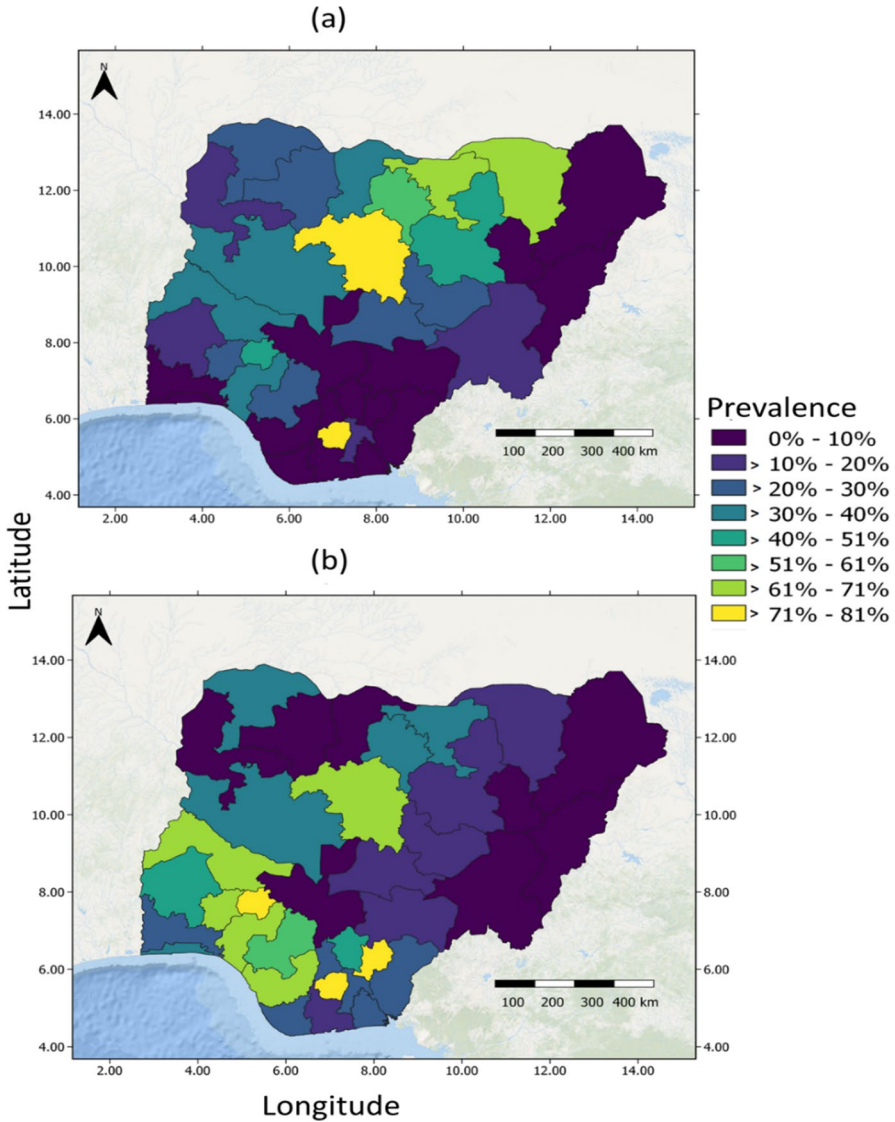 (a)
N
14.00
12.00
10.00
8.00
6.00
4.00
100 200 300 400 km
2.00 4.00 6.00 8.00 10.00 12.00 14.00
Prevalence
0% - 10%
> 10% - 20%
> 20% - 30%
> 30% - 40%
> 40% - 51%
> 51% - 61%
> 61% - 71%
> 71% - 81%
Latitude
(b)
N
14.00 14.00
12.00 12.00
10.00 10.00
8.00 8.00
6.00 6.00
4.00 4.00
100 200 300 400 km
2.00 4.00 6.00 8.00 10.00 12.00 14.00
Longitude